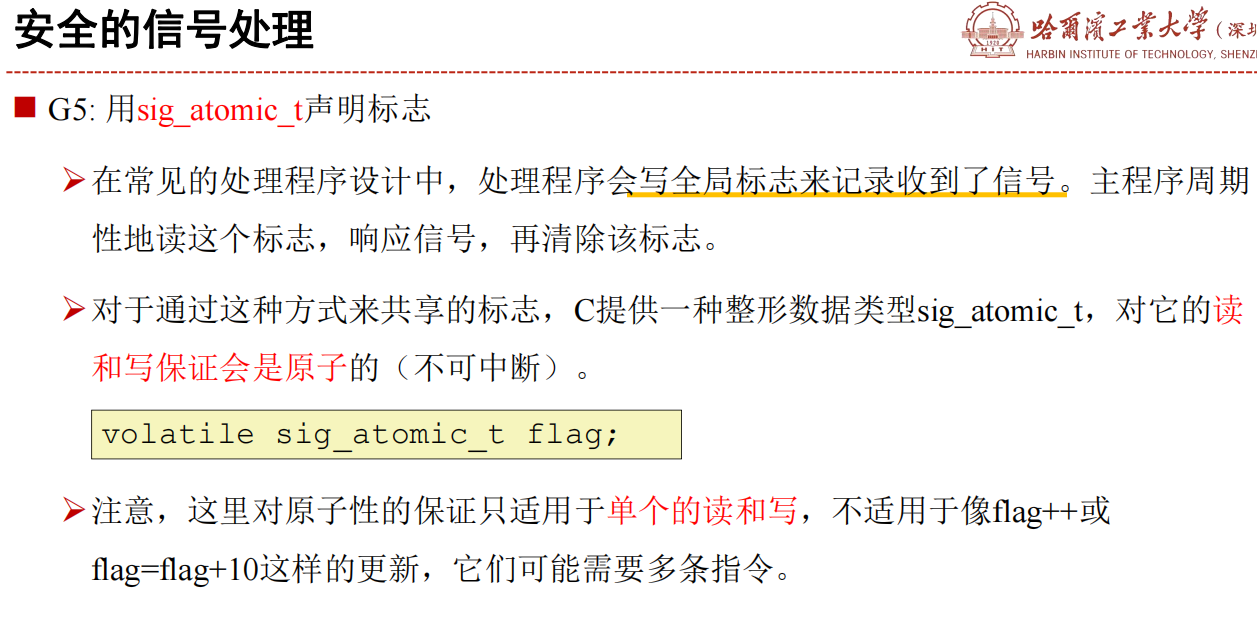 安全的信号处理
哈爾濱工業大學（深圳
HARBIN INSTITUTE OF TECHNOLOGY, SHENZ
1920
HIT
G5: 用sig_atomic_t声明标志
在常见的处理程序设计中，处理程序会写全局标志来记录收到了信号。主程序周期
性地读这个标志，响应信号，再清除该标志。
对于通过这种方式来共享的标志，C提供一种整形数据类型sig_atomic_t，对它的读
和写保证会是原子的（不可中断）。
volatile sig_atomic_t flag;
注意，这里对原子性的保证只适用于单个的读和写，不适用于像flag++或
flag=flag+10这样的更新，它们可能需要多条指令。